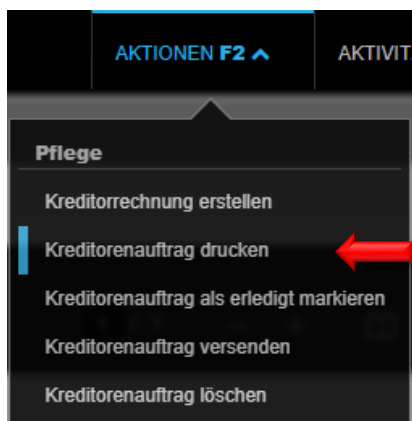 AKTIONEN F2 AKTIVIT
Pflege
Kreditorrechnung erstellen
Kreditorenauftrag drucken
Kreditorenauftrag als erledigt markieren
Kreditorenauftrag versenden
Kreditorenauftrag löschen